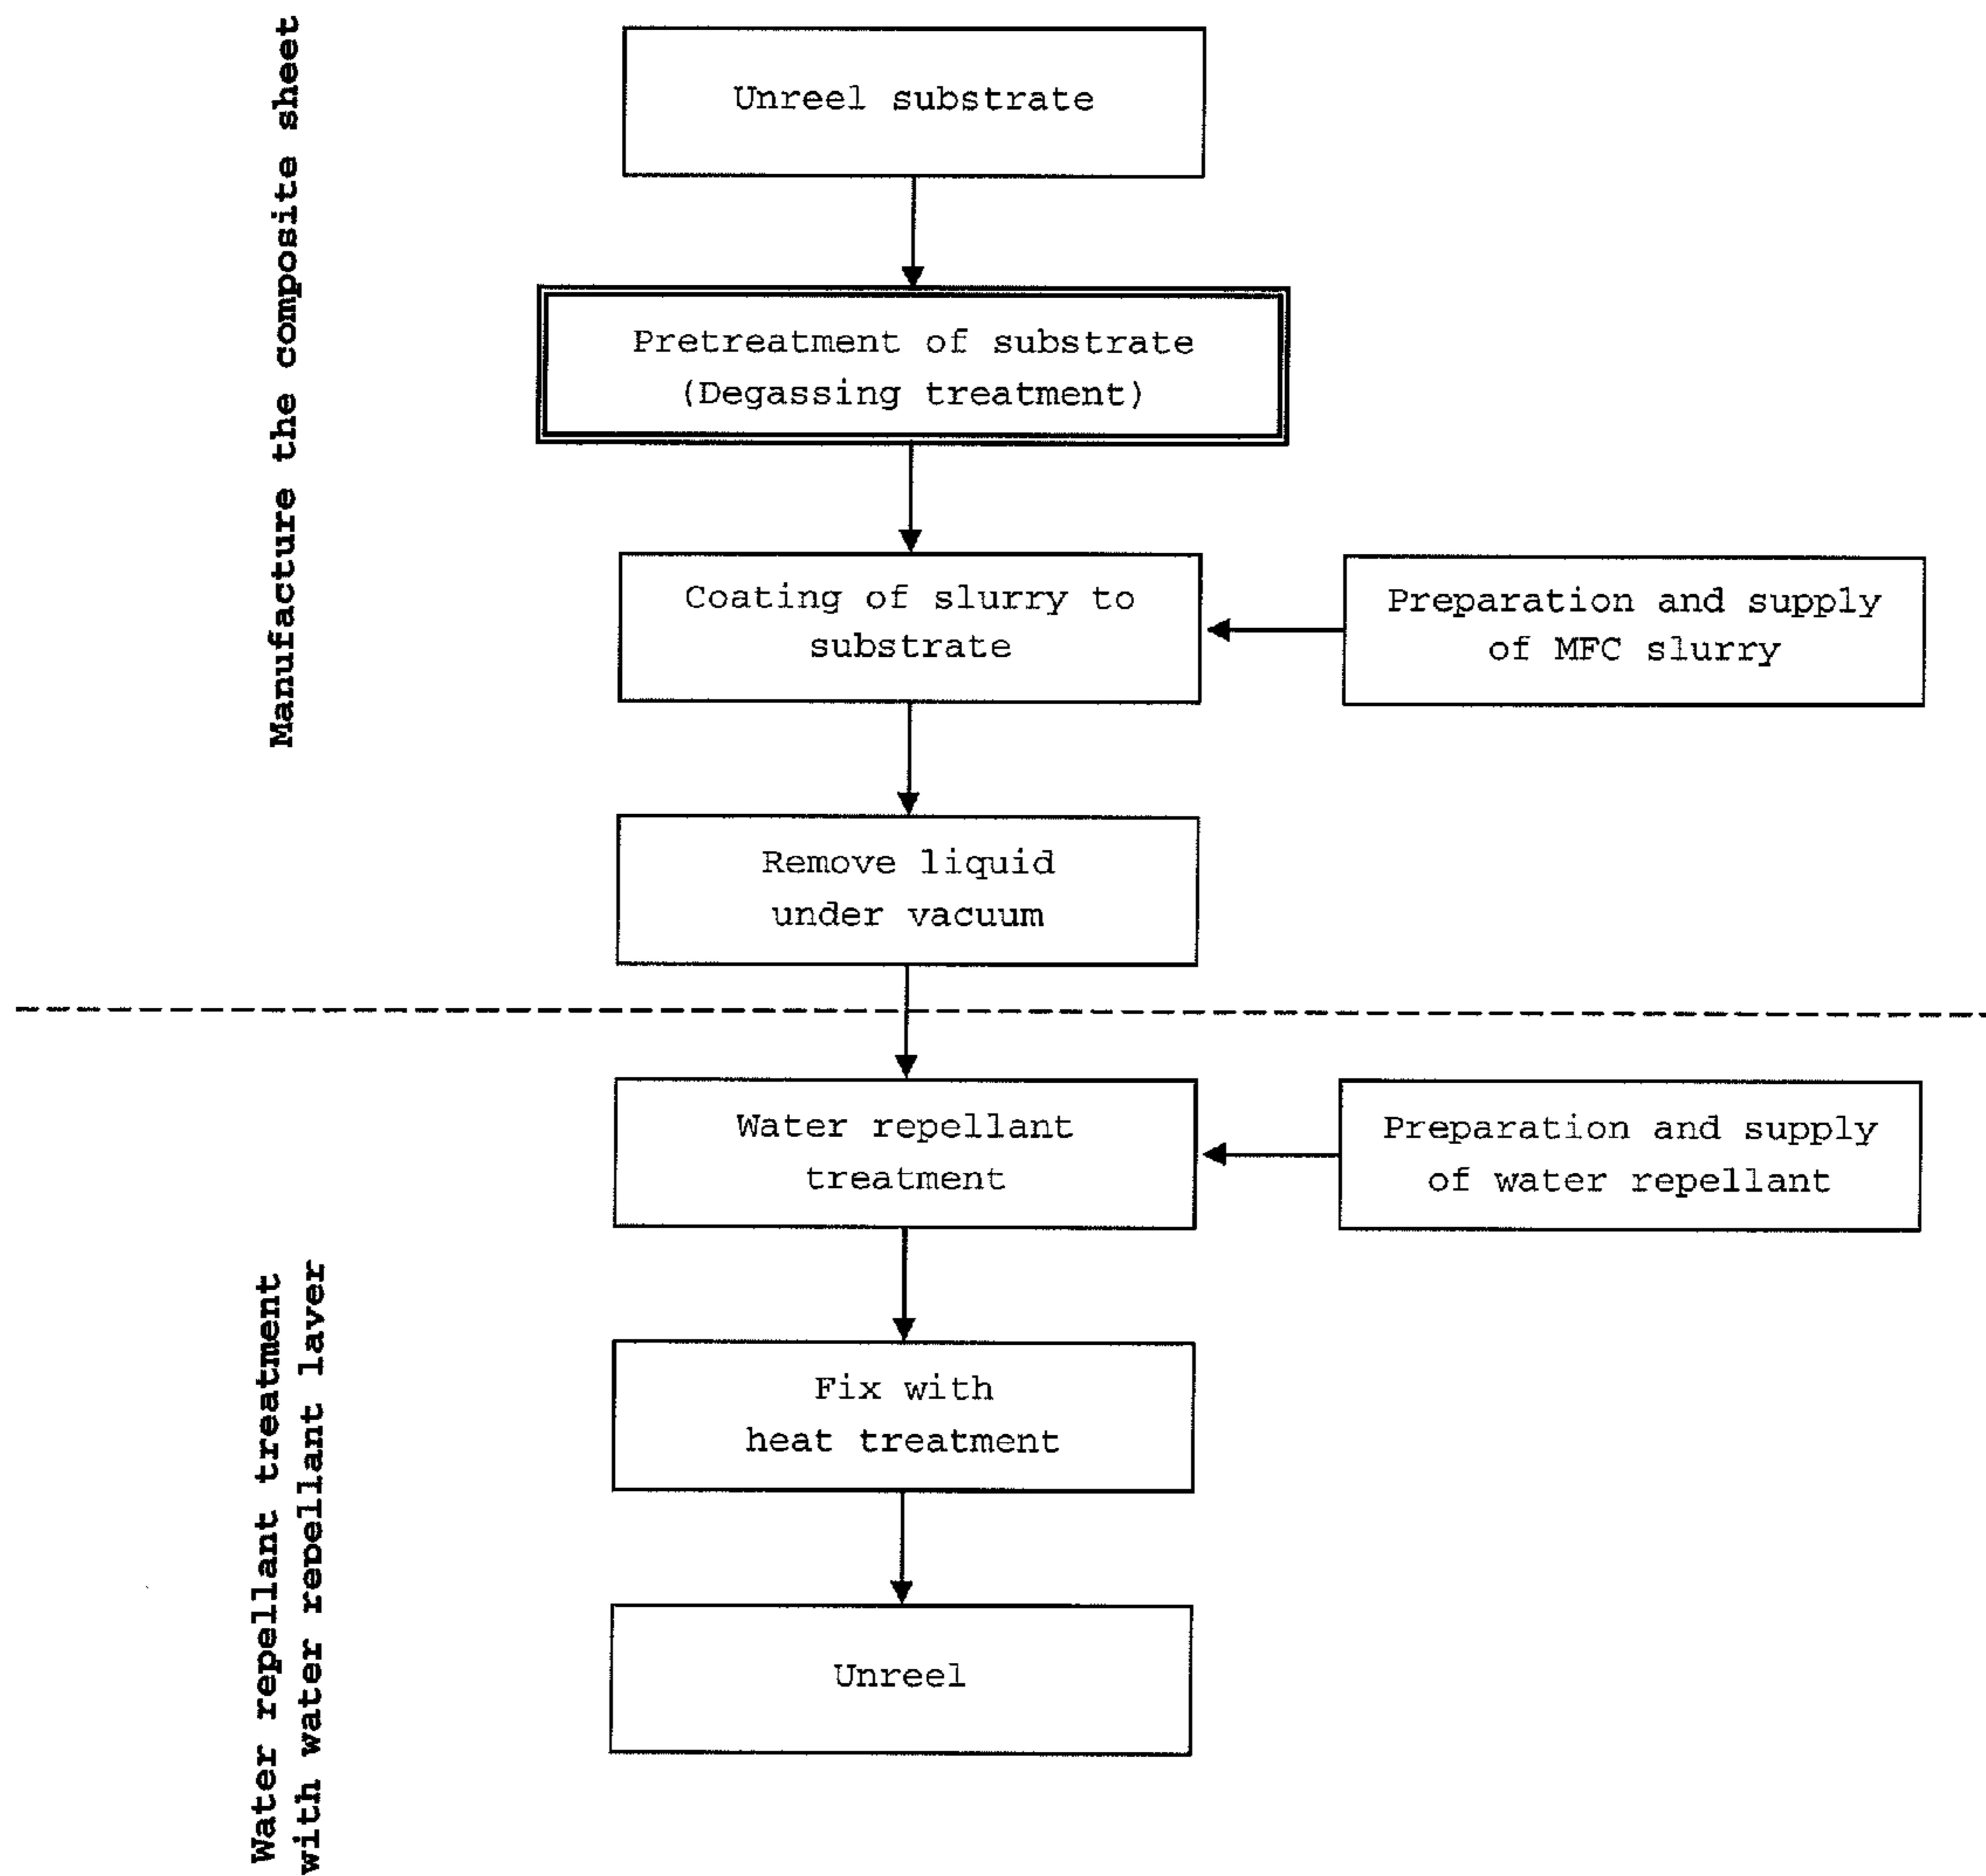 Manufacture the composite sheet
Unreel substrate
Pretreatment of substrate
(Degassing treatment)
Coating of slurry to
substrate
Preparation and supply
of MFC slurry
Remove liquid
under vacuum
Water repellant treatment
with water repellant laver
Water repellant
treatment
Preparation and supply
of water repellant
Fix with
heat treatment
Unreel